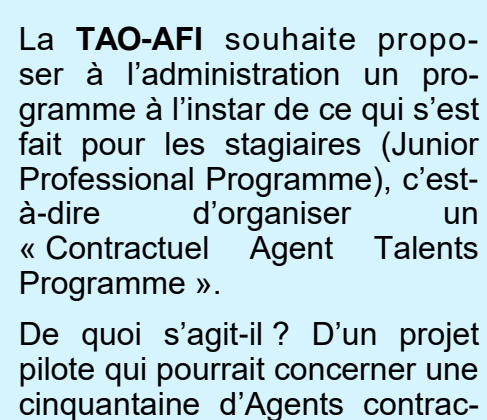 La TAO-AFI souhaite propo-
ser à l’administration un pro-
gramme à l’instar de ce qui s’est
fait pour les stagiaires (Junior
Professional Programme), c’est-
à-dire d’organiser un
« Contractuel Agent Talents
Programme ».
De quoi s’agit-il ? D’un projet
pilote qui pourrait concerner une
cinquantaine d’Agents contrac-